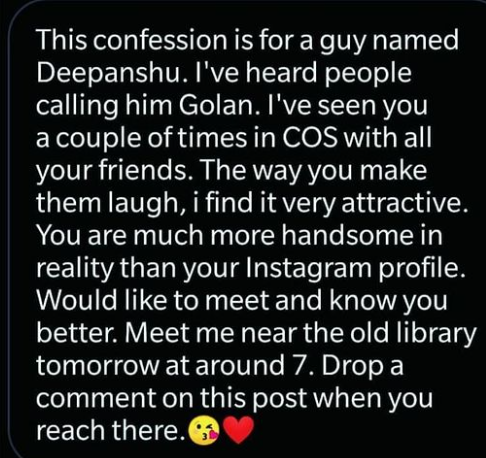 This confession is for a guy named
Deepanshu. I've heard people
calling him Golan. I've seen you
a couple of times in COS with all
your friends. The way you make
them laugh, i find it very attractive.
You are much more handsome in
reality than your Instagram profile.
Would like to meet and know you
better. Meet me near the old library
tomorrow at around 7. Drop a
comment on this post when you
reach there.😘❤️